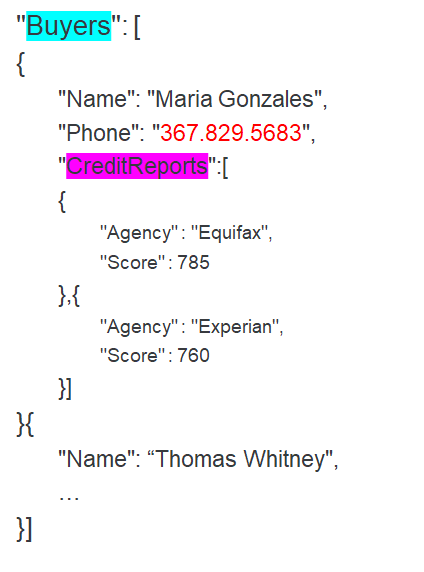 "Buyers": [
{
"Name": "Maria Gonzales",
"Phone": "367.829.5683",
"CreditReports":[
{
"Agency": "Equifax",
"Score": 785
},{
"Agency": "Experian",
"Score": 760
}]
}{
"Name": “Thomas Whitney",
…
}]